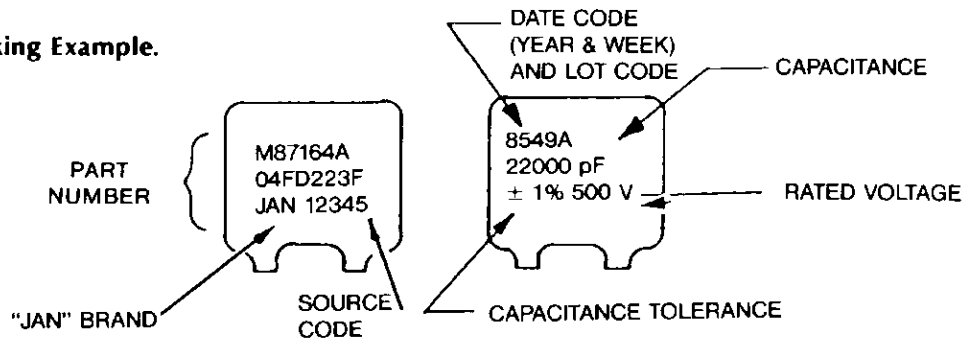 king Example.
DATE CODE
(YEAR & WEEK)
AND LOT CODE
CAPACITANCE
PART
NUMBER
M87164A
04FD223F
JAN 12345
8549A
22000 pF
± 1% 500 V
RATED VOLTAGE
"JAN" BRAND
SOURCE
CODE
CAPACITANCE TOLERANCE